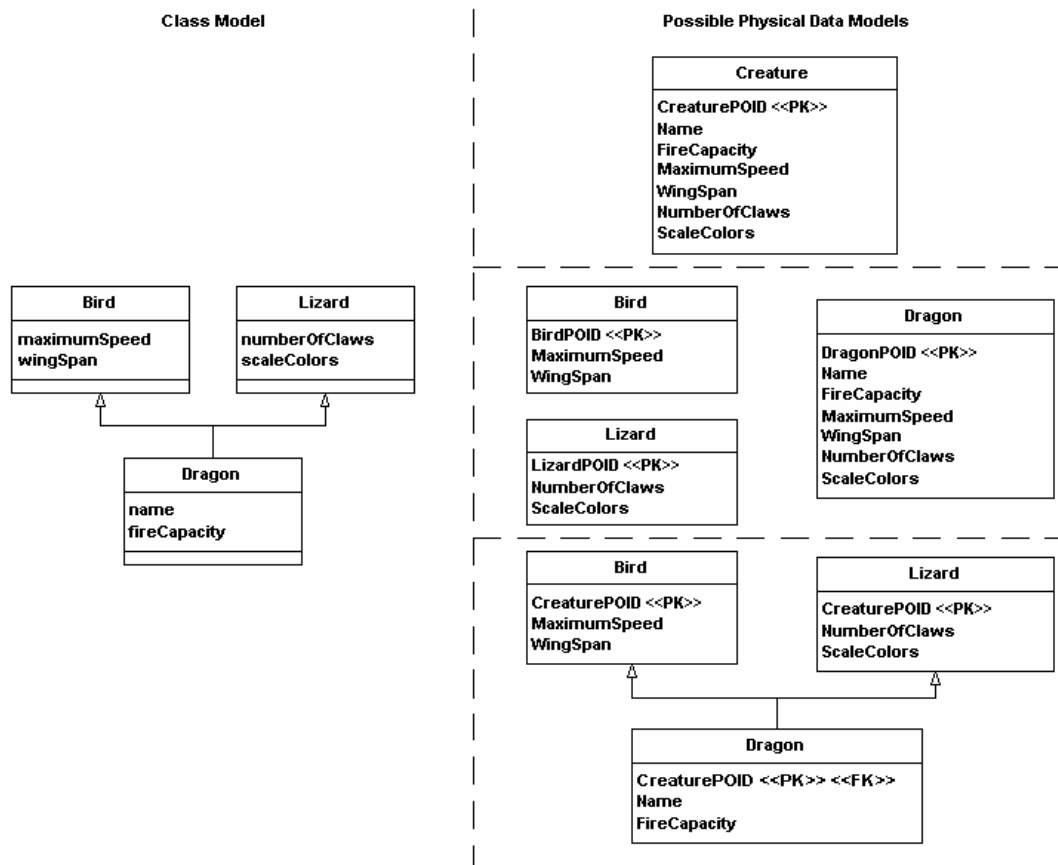 Class Model
Possible Physical Data Models
Creature
CreaturePOID <<PK>>
Name
FireCapacity
MaximumSpeed
WingSpan
NumberOfClaws
ScaleColors
Bird
maximumSpeed
wingSpan
Lizard
numberOfClaws
scaleColors
Dragon
name
fireCapacity
Bird
BirdPOID <<PK>>
MaximumSpeed
WingSpan
Lizard
LizardPOID <<PK>>
NumberOfClaws
ScaleColors
Dragon
DragonPOID <<PK>>
Name
FireCapacity
MaximumSpeed
WingSpan
NumberOfClaws
ScaleColors
Bird
CreaturePOID <<PK>>
MaximumSpeed
WingSpan
Lizard
CreaturePOID <<PK>>
NumberOfClaws
ScaleColors
Dragon
CreaturePOID <<PK>> <<FK>>
Name
FireCapacity